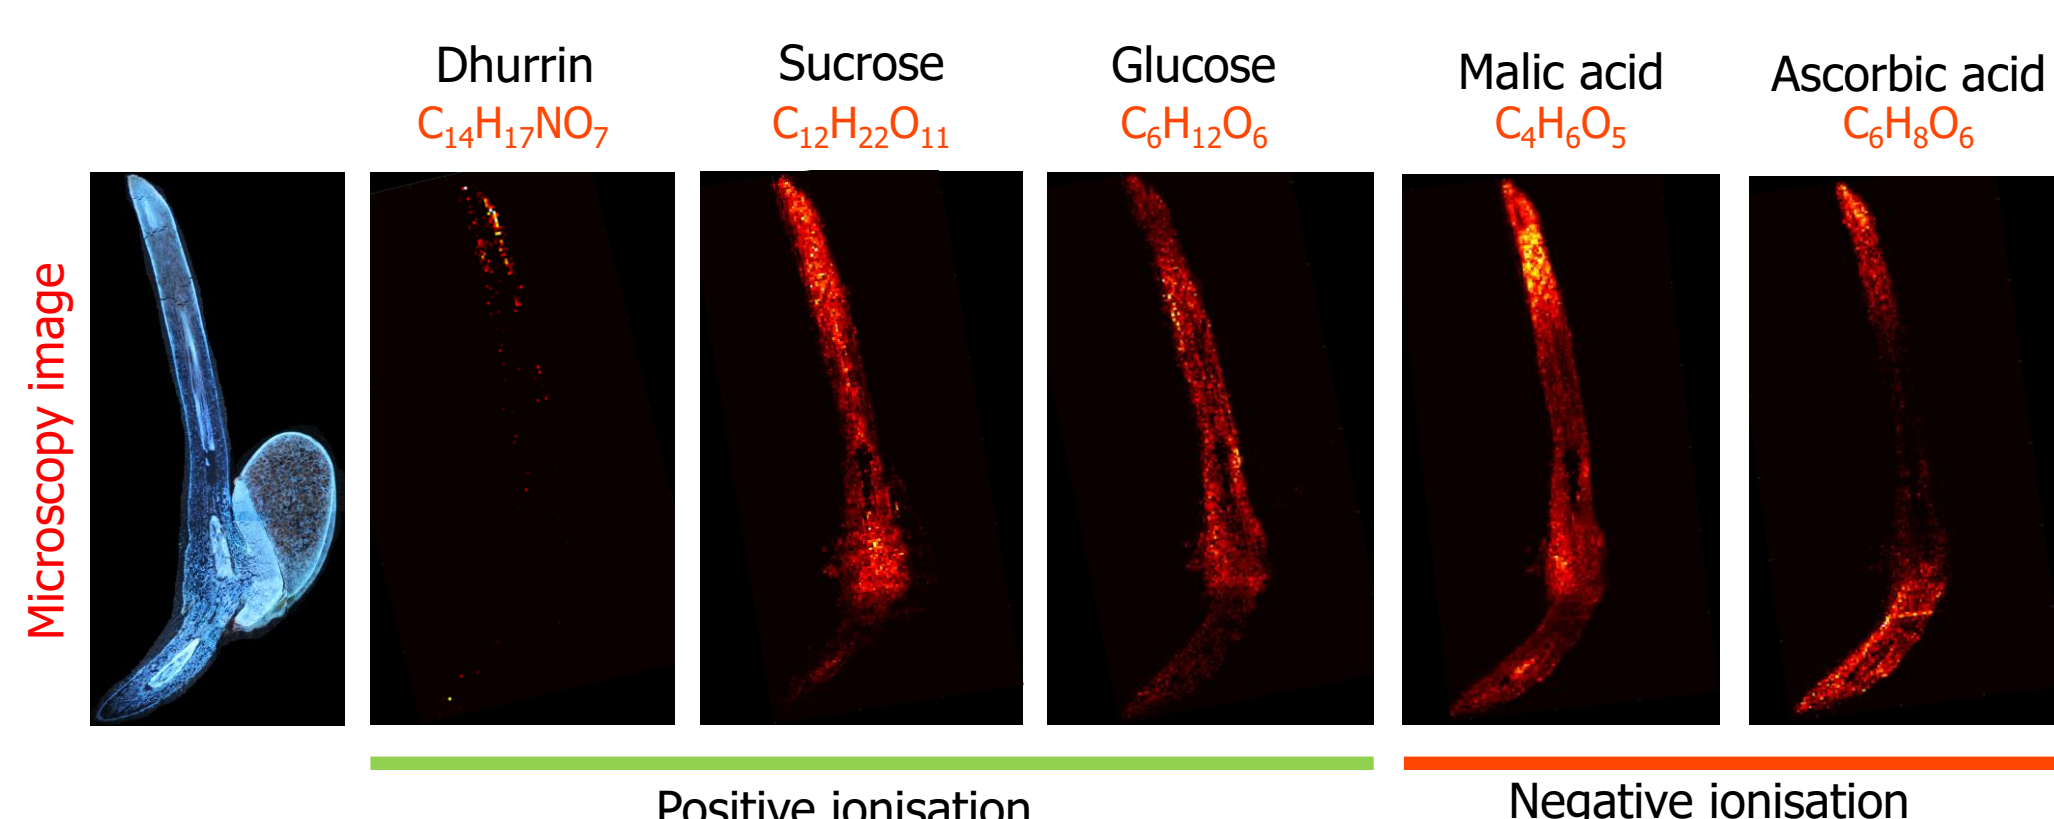 Dhurrin
C₁₄H₁₇NO₇
Sucrose
C₁₂H₂₂O₁₁
Glucose
C₆H₁₂O₆
Malic acid
C₄H₆O₅
Ascorbic acid
C₆H₈O₆
Microscopy image
Positive ionisation
Negative ionisation